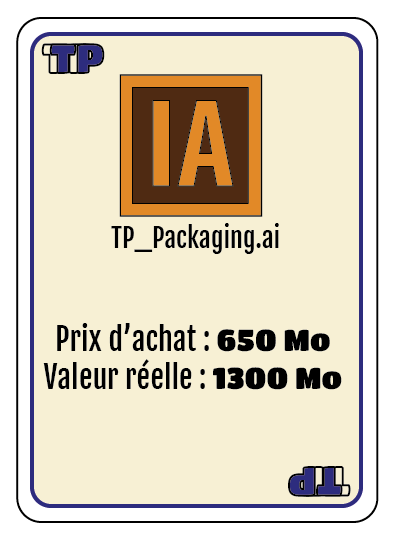 TP
IA
TP_Packaging.ai
Prix d'achat : 650 Mo
Valeur réelle : 1300 Mo
TP